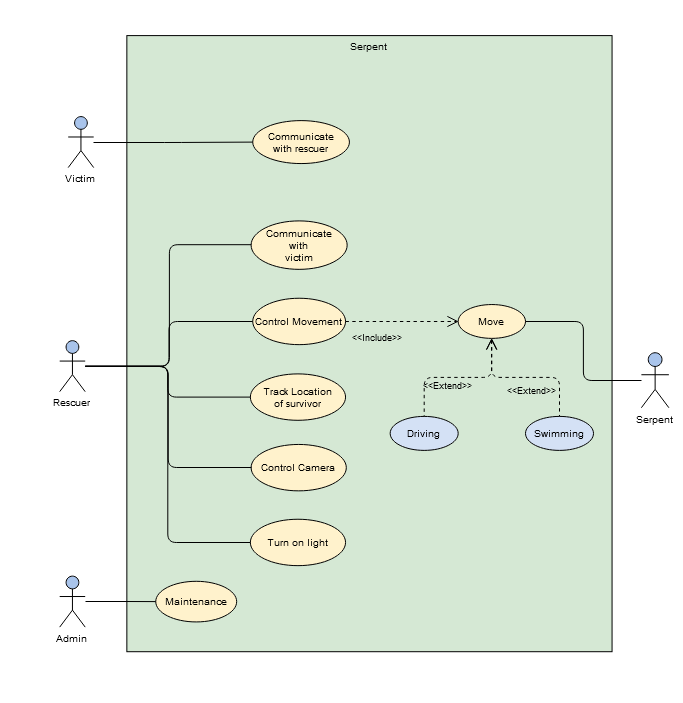 Serpent
Communicate
with rescuer
Victim
Communicate
with
victim
Control Movement
<<Include>>
Move
Rescuer
Track Location
of survivor
<<Extend>>
<<Extend>>
Serpent
Driving
Swimming
Control Camera
Turn on light
Maintenance
Admin